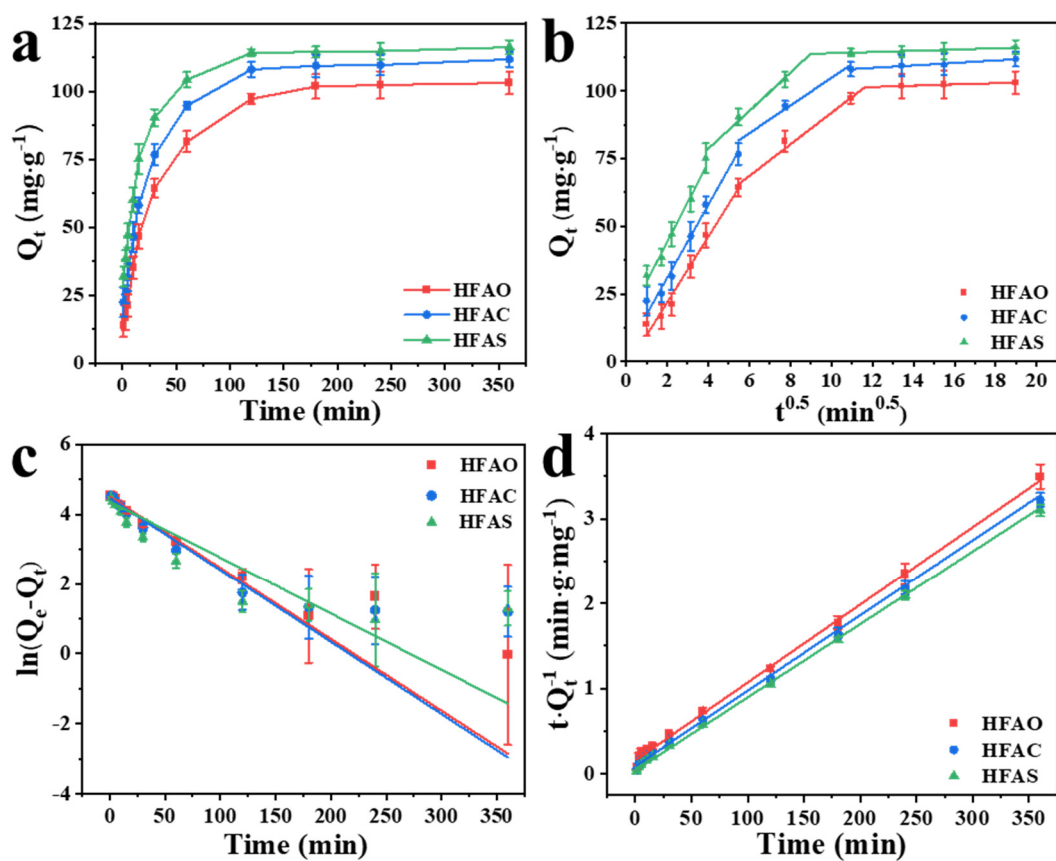 a
125
100
75
50
25
0
Qt (mg·g-1)
HFAO
HFAC
HFAS
0 50 100 150 200 250 300 350
Time (min)
b
125
100
75
50
25
0
Qt (mg·g-1)
HFAO
HFAC
HFAS
0 2 4 6 8 10 12 14 16 18 20
t0.5 (min0.5)
c
6
4
2
0
-2
-4
ln(Qe-Qt)
HFAO
HFAC
HFAS
0 50 100 150 200 250 300 350
Time (min)
d
4
3
2
1
0
t·Qt-1 (min·g·mg-1)
HFAO
HFAC
HFAS
0 50 100 150 200 250 300 350
Time (min)